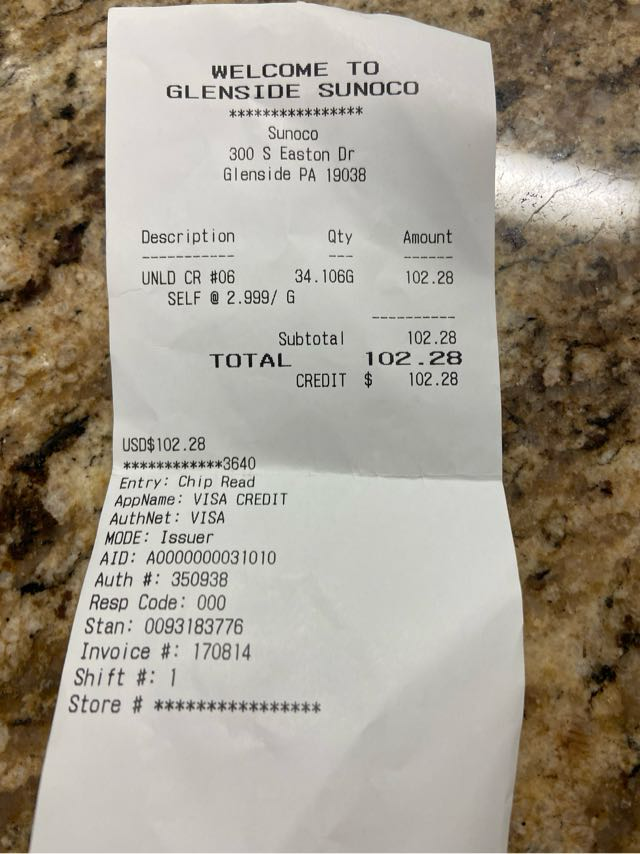 WELCOME TO
GLENSIDE SUNOCO
****************
Sunoco
300 S Easton Dr
Glenside PA 19038
Description Qty Amount
----------- --- ------
UNLD CR #06 34.106G 102.28
SELF @ 2.999/ G
----------
Subtotal 102.28
TOTAL 102.28
CREDIT $ 102.28
USD$102.28
************3640
Entry: Chip Read
AppName: VISA CREDIT
AuthNet: VISA
MODE: Issuer
AID: A0000000031010
Auth #: 350938
Resp Code: 000
Stan: 0093183776
Invoice #: 170814
Shift #: 1
Store # ****************